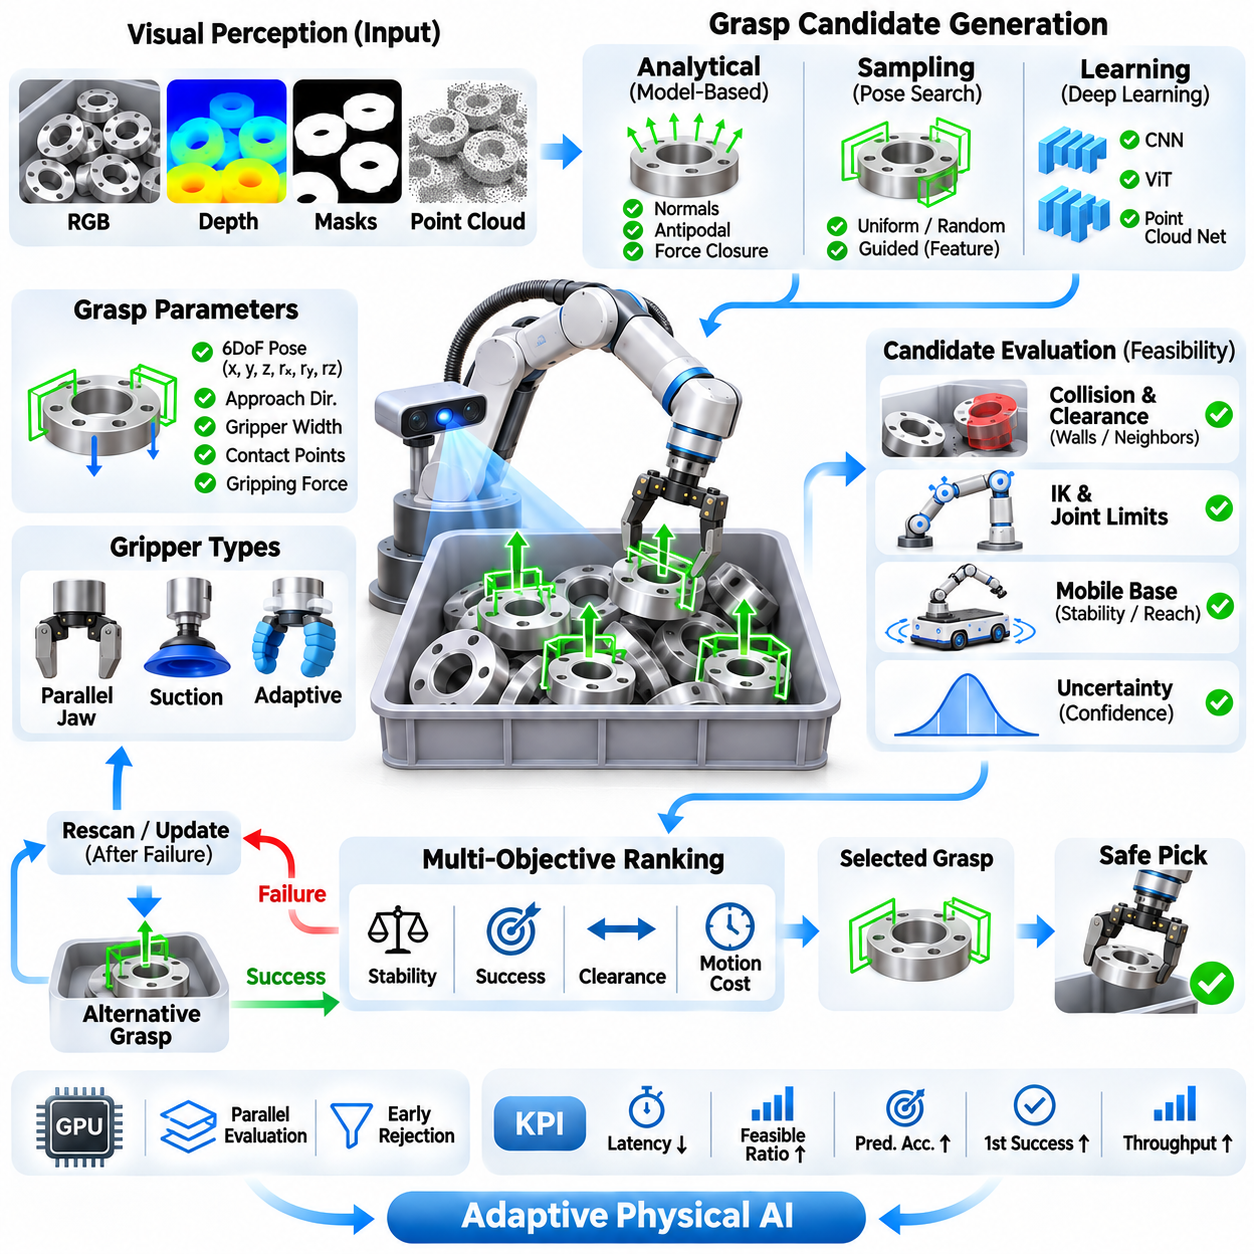 Visual Perception (Input)
RGB
Depth
Masks
Point Cloud
Grasp Candidate Generation
Analytical
(Model-Based)
Normals
Antipodal
Force Closure
Sampling
(Pose Search)
Uniform / Random
Guided (Feature)
Learning
(Deep Learning)
CNN
ViT
Point
Cloud Net
Grasp Parameters
6DoF Pose
(x, y, z, rₓ, rᵧ, rz)
Approach Dir.
Gripper Width
Contact Points
Gripping Force
Gripper Types
Parallel
Jaw
Suction
Adaptive
Candidate Evaluation (Feasibility)
Collision &
Clearance
(Walls / Neighbors)
IK &
Joint Limits
Mobile Base
(Stability / Reach)
Uncertainty
(Confidence)
Rescan / Update
(After Failure)
Failure
Success
Alternative
Grasp
Multi-Objective Ranking
Stability
Success
Clearance
Motion
Cost
Selected Grasp
Safe Pick
GPU
Parallel
Evaluation
Early
Rejection
KPI
Latency ↓
Feasible
Ratio ↑
Pred. Acc. ↑
1st Success ↑
Throughput ↑
Adaptive Physical AI